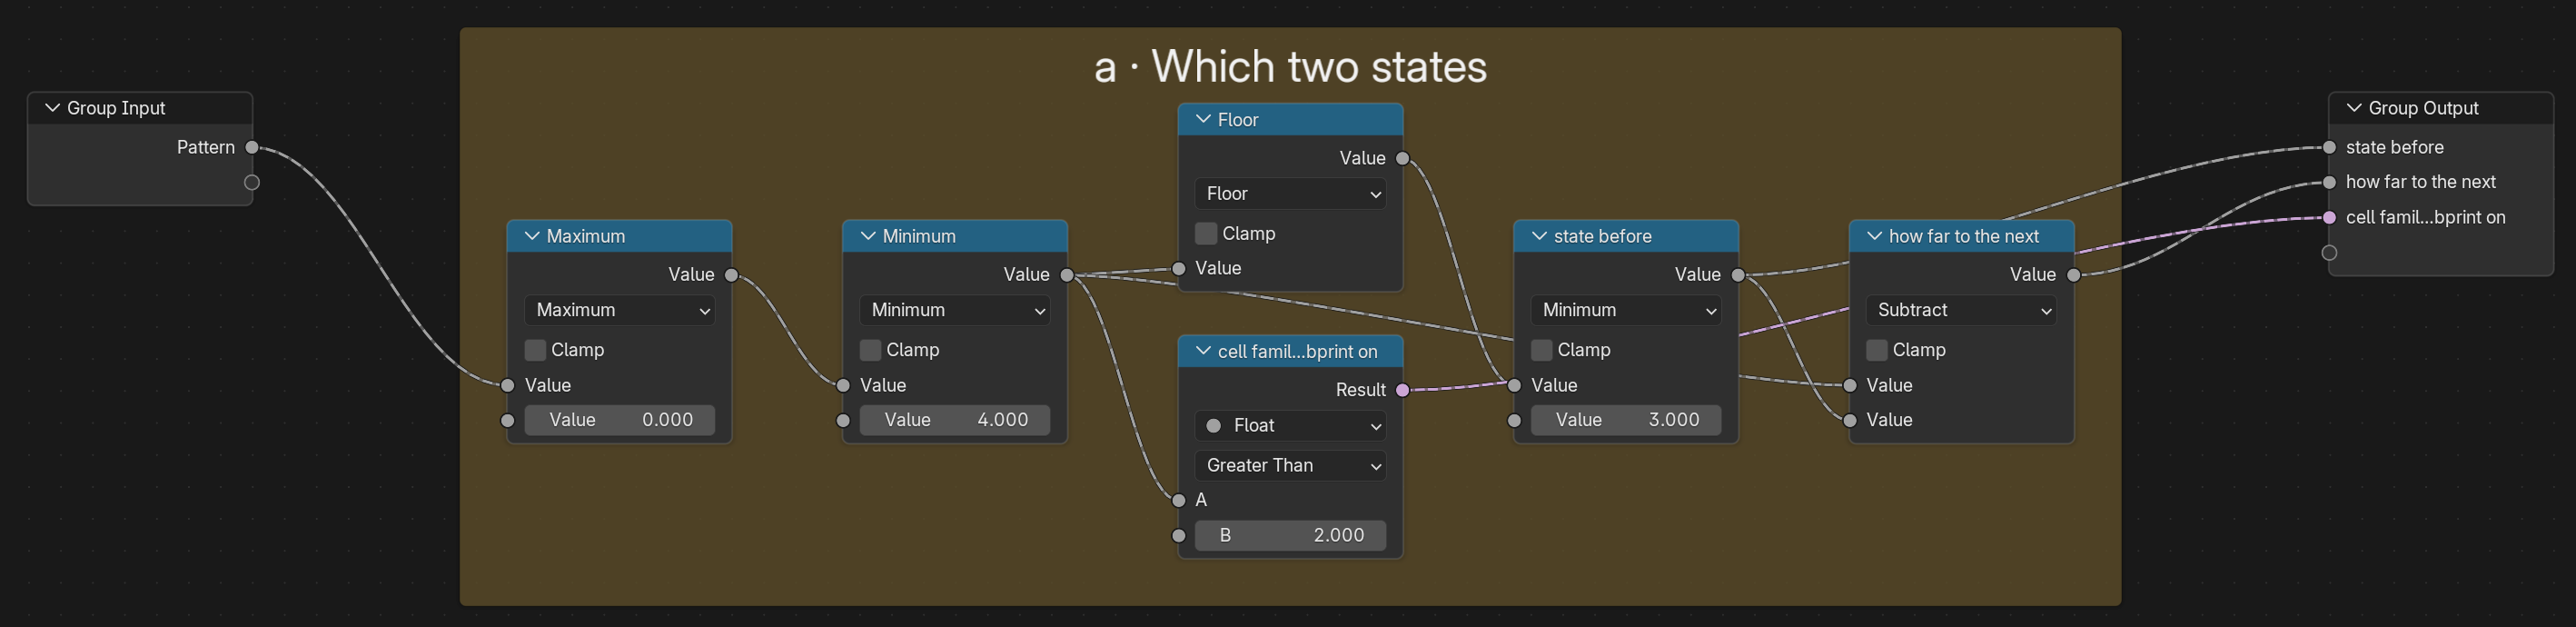 a · Which two states
Group Input
Pattern
Maximum
Value
Maximum
Clamp
Value
Value 0.000
Minimum
Value
Minimum
Clamp
Value
Value 4.000
Floor
Value
Floor
Clamp
Value
cell famil...bprint on
Result
Float
Greater Than
A
B 2.000
state before
Value
Minimum
Clamp
Value
Value 3.000
how far to the next
Value
Subtract
Clamp
Value
Value
Group Output
state before
how far to the next
cell famil...bprint on